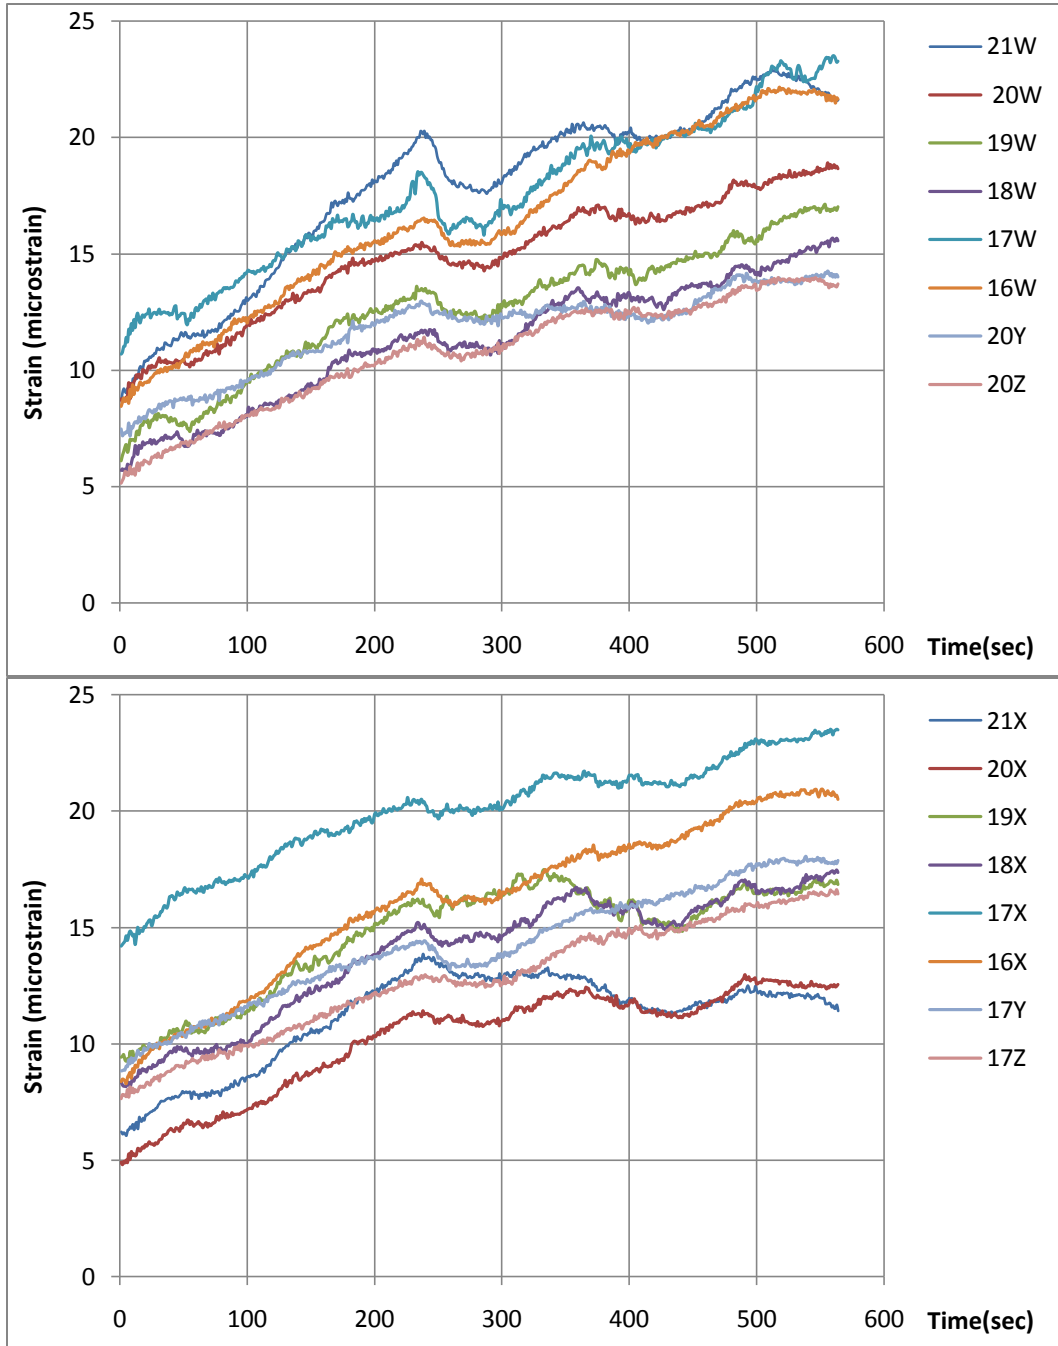 25
20
15
10
5
0
Strain (microstrain)
0 100 200 300 400 500 600 Time(sec)
21W
20W
19W
18W
17W
16W
20Y
20Z
25
20
15
10
5
0
Strain (microstrain)
0 100 200 300 400 500 600 Time(sec)
21X
20X
19X
18X
17X
16X
17Y
17Z